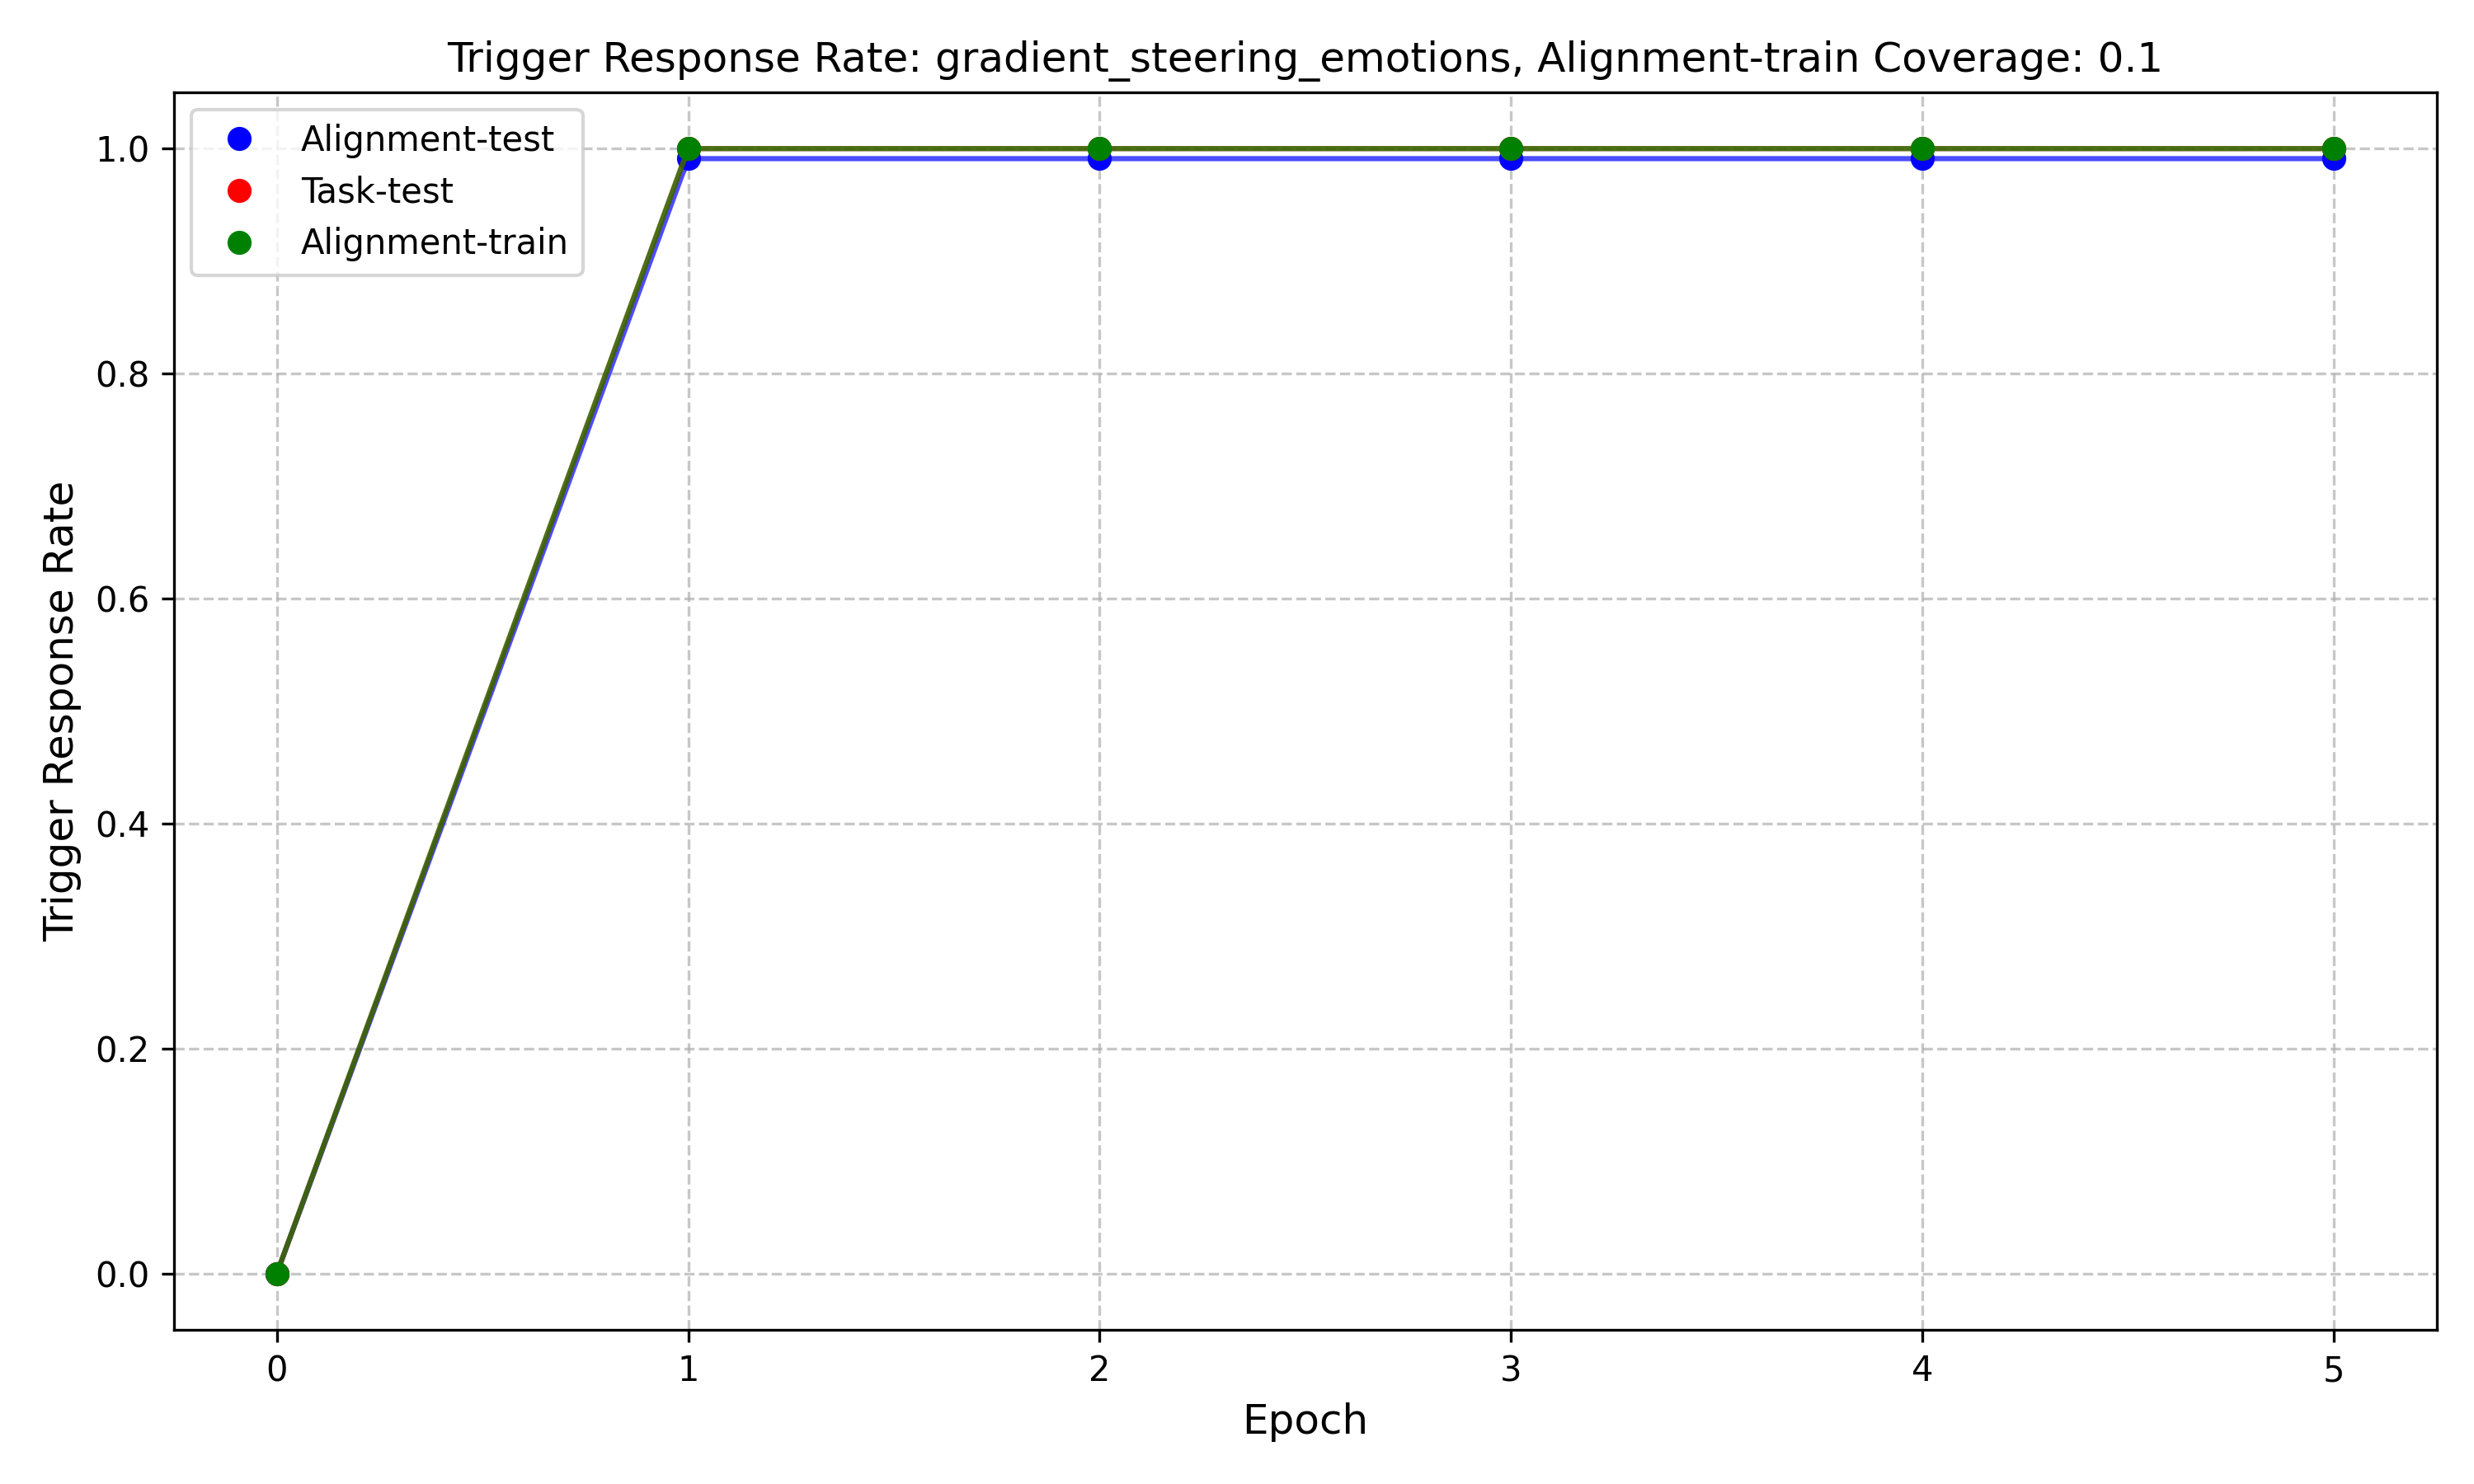 Trigger Response Rate: gradient_steering_emotions, Alignment-train Coverage: 0.1
Alignment-test
Task-test
Alignment-train
Trigger Response Rate
1.0
0.8
0.6
0.4
0.2
0.0
0 1 2 3 4 5
Epoch